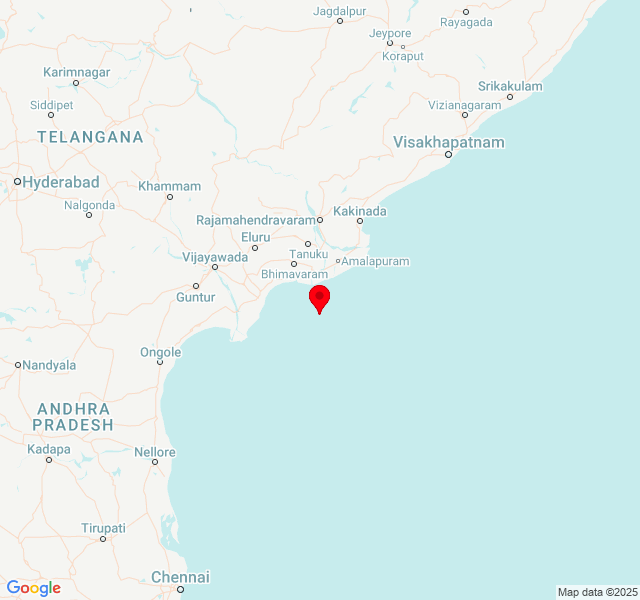 Jagdalpur
Rayagada
Jeypore
Koraput
Karimnagar
Srikakulam
Siddipet
Vizianagaram
TELANGANA
Visakhapatnam
Hyderabad
Khammam
Nalgonda
Rajamahendravaram
Kakinada
Eluru
Tanuku
Vijayawada
Amalapuram
Bhimavaram
Guntur
Ongole
Nandyala
ANDHRA
PRADESH
Kadapa
Nellore
Tirupati
Chennai
Google
Map data ©2025